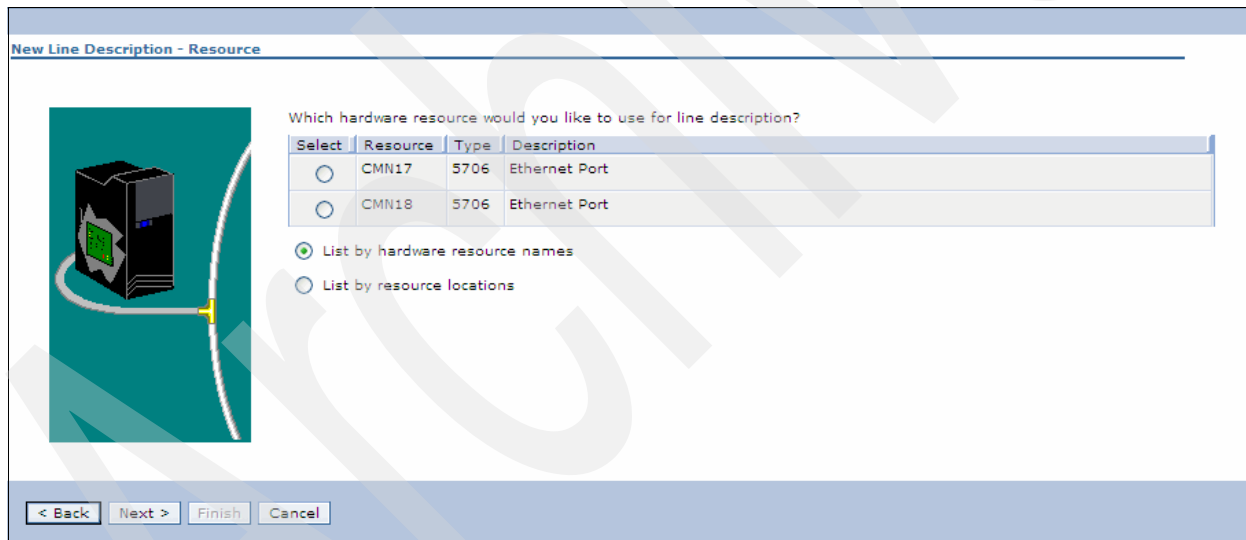 New Line Description - Resource
Which hardware resource would you like to use for line description?
Select Resource Type Description
CMN17 5706 Ethernet Port
CMN18 5706 Ethernet Port
List by hardware resource names
List by resource locations
< Back Next > Finish Cancel